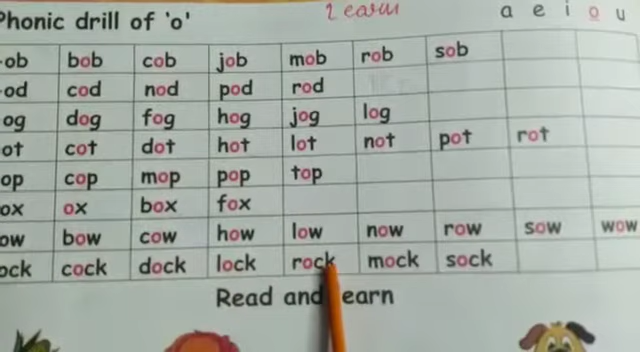 Phonic drill of 'o' Learn a e i o u
ob bob cob job mob rob sob
od cod nod pod rod
og dog fog hog jog log
ot cot dot hot lot not pot rot
op cop mop pop top
ox ox box fox
ow bow cow how low now row sow wow
ock cock dock lock rock mock sock
Read and earn